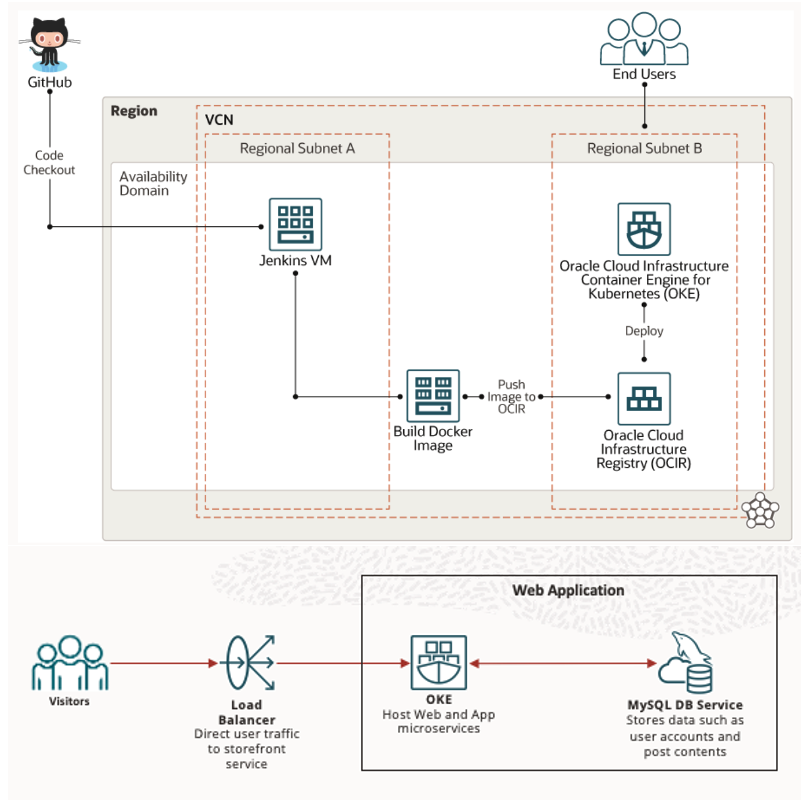 GitHub
End Users
Region
VCN
Code
Checkout
Regional Subnet A
Regional Subnet B
Availability
Domain
Jenkins VM
Oracle Cloud Infrastructure
Container Engine for
Kubernetes (OKE)
Deploy
Push
Image to
OCIR
Build Docker
Image
Oracle Cloud
Infrastructure
Registry (OCIR)
Web Application
Visitors
Load
Balancer
Direct user traffic
to storefront
service
OKE
Host Web and App
microservices
MySQL DB Service
Stores data such as
user accounts and
post contents